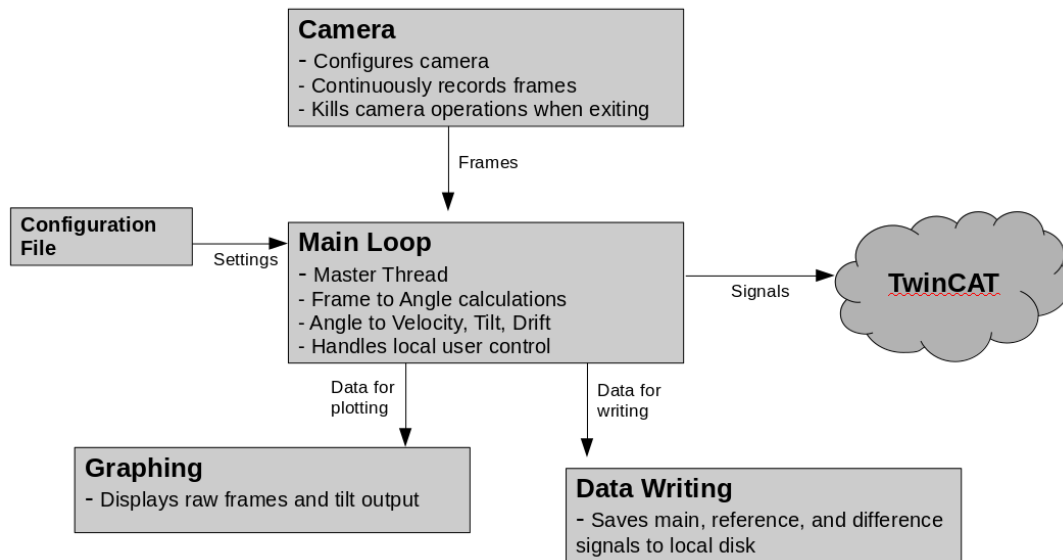 Camera
- Configures camera
- Continuously records frames
- Kills camera operations when exiting
Frames
Configuration
File
Settings
Main Loop
- Master Thread
- Frame to Angle calculations
- Angle to Velocity, Tilt, Drift
- Handles local user control
Signals
TwinCAT
Data for
plotting
Data for
writing
Graphing
- Displays raw frames and tilt output
Data Writing
- Saves main, reference, and difference
signals to local disk